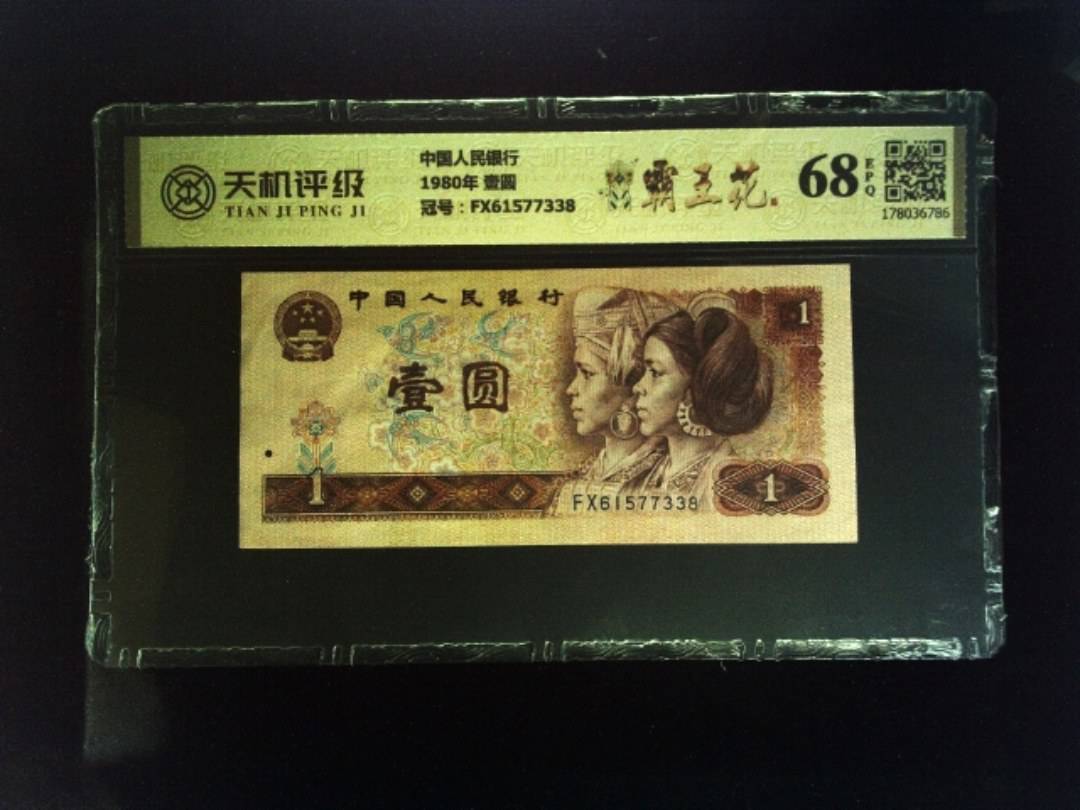 天机评级
TIAN JI PING JI
中国人民银行
1980年 壹圆
冠号：FX61577338
霸王花
68
EPQ
178036786
中国人民银行
1
壹圆
1
FX61577338
1